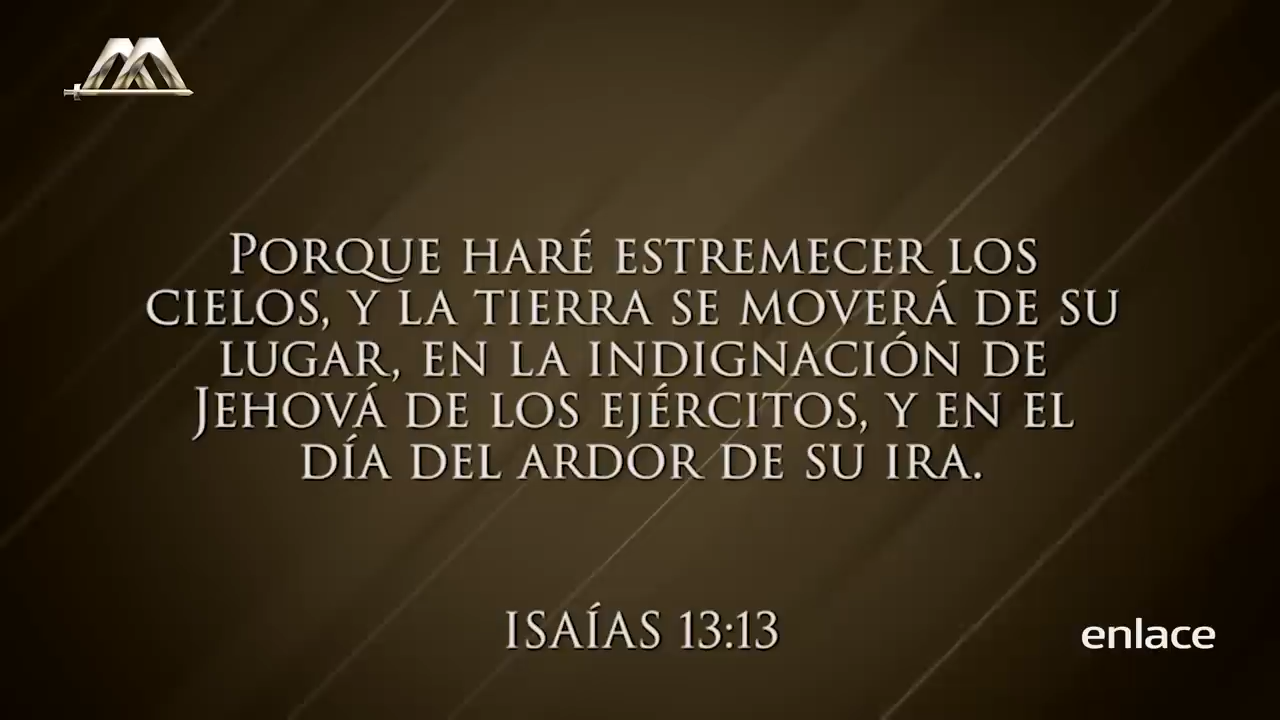 Porque haré estremecer los
cielos, y la tierra se moverá de su
lugar, en la indignación de
Jehová de los ejércitos, y en el
día del ardor de su ira.
ISAÍAS 13:13
enlace